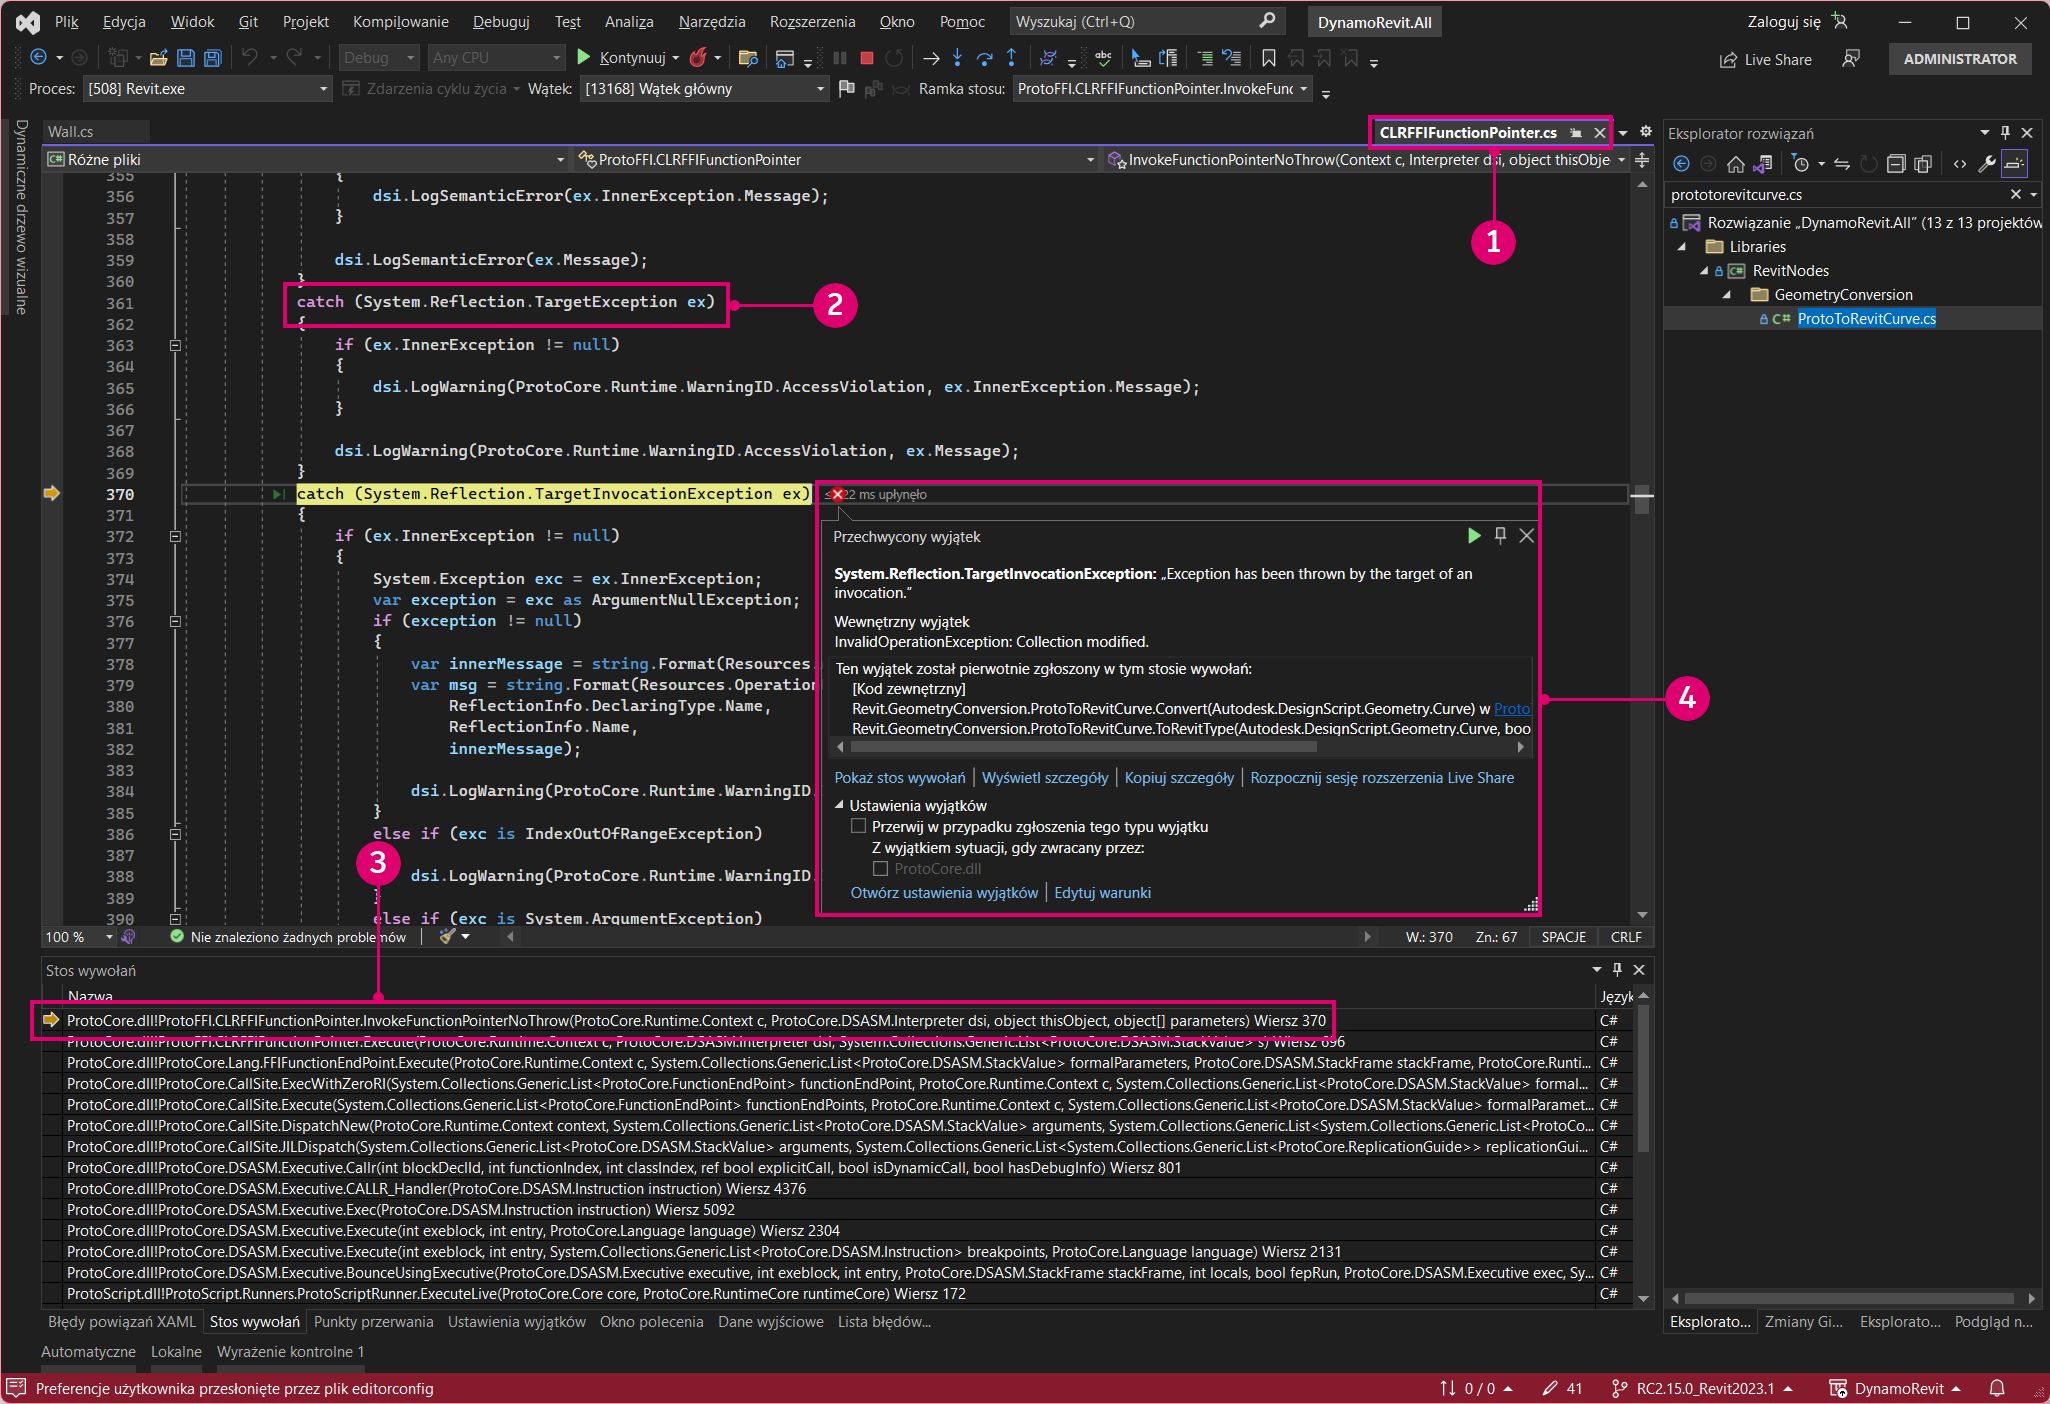 Plik Edycja Widok Git Projekt Kompilowanie Debuguj Test Analiza Narzędzia Rozszerzenia Okno Pomoc Wyszukaj (Ctrl+Q) DynamoRevit.All Zaloguj się
Debug Any CPU Kontynuuj Live Share ADMINISTRATOR
Proces: [508] Revit.exe Zdarzenia cyklu życia Wątek: [13168] Wątek główny Ramka stosu: ProtoFFI.CLRFFIFunctionPointer.InvokeFunc
Dynamiczne drzewo wizualne
Wall.cs CLRFFIFunctionPointer.cs
Różne pliki ProtoFFI.CLRFFIFunctionPointer InvokeFunctionPointerNoThrow(Context c, Interpreter dsi, object thisObje
1
355 {
356 dsi.LogSemanticError(ex.InnerException.Message);
357 }
358
359 dsi.LogSemanticError(ex.Message);
360 }
361 catch (System.Reflection.TargetException ex)
2
362 {
363 if (ex.InnerException != null)
364 {
365 dsi.LogWarning(ProtoCore.Runtime.WarningID.AccessViolation, ex.InnerException.Message);
366 }
367
368 dsi.LogWarning(ProtoCore.Runtime.WarningID.AccessViolation, ex.Message);
369 }
370 catch (System.Reflection.TargetInvocationException ex) 22 ms upłynęło
371 {
372 if (ex.InnerException != null)
373 {
374 System.Exception exc = ex.InnerException;
375 var exception = exc as ArgumentNullException;
376 if (exception != null)
377 {
378 var innerMessage = string.Format(Resources.
379 var msg = string.Format(Resources.Operation
380 ReflectionInfo.DeclaringType.Name,
381 ReflectionInfo.Name,
382 innerMessage);
383
384 dsi.LogWarning(ProtoCore.Runtime.WarningID.
385 }
386 else if (exc is IndexOutOfRangeException)
387
388 dsi.LogWarning(ProtoCore.Runtime.WarningID.
389 }
390 else if (exc is System.ArgumentException)
3
Przechwycony wyjątek
System.Reflection.TargetInvocationException: „Exception has been thrown by the target of an
invocation.”
Wewnętrzny wyjątek
InvalidOperationException: Collection modified.
Ten wyjątek został pierwotnie zgłoszony w tym stosie wywołań:
[Kod zewnętrzny]
Revit.GeometryConversion.ProtoToRevitCurve.Convert(Autodesk.DesignScript.Geometry.Curve) w Proto
Revit.GeometryConversion.ProtoToRevitCurve.ToRevitType(Autodesk.DesignScript.Geometry.Curve, boo
Pokaż stos wywołań | Wyświetl szczegóły | Kopiuj szczegóły | Rozpocznij sesję rozszerzenia Live Share
Ustawienia wyjątków
Przerwij w przypadku zgłoszenia tego typu wyjątku
Z wyjątkiem sytuacji, gdy zwracany przez:
ProtoCore.dll
Otwórz ustawienia wyjątków | Edytuj warunki
4
100 % Nie znaleziono żadnych problemów W.: 370 Zn.: 67 SPACJE CRLF
Stos wywołań
Nazwa Język
ProtoCore.dll!ProtoFFI.CLRFFIFunctionPointer.InvokeFunctionPointerNoThrow(ProtoCore.Runtime.Context c, ProtoCore.DSASM.Interpreter dsi, object thisObject, object[] parameters) Wiersz 370 C#
ProtoCore.dll!ProtoFFI.CLRFFIFunctionPointer.Execute(ProtoCore.Runtime.Context c, ProtoCore.DSASM.Interpreter dsi, System.Collections.Generic.List<ProtoCore.DSASM.StackValue> s) Wiersz 696 C#
ProtoCore.dll!ProtoCore.Lang.FFIFunctionEndPoint.Execute(ProtoCore.Runtime.Context c, System.Collections.Generic.List<ProtoCore.DSASM.StackValue> formalParameters, ProtoCore.DSASM.StackFrame stackFrame, ProtoCore.Runti... C#
ProtoCore.dll!ProtoCore.CallSite.ExecWithZeroRI(System.Collections.Generic.List<ProtoCore.FunctionEndPoint> functionEndPoint, ProtoCore.Runtime.Context c, System.Collections.Generic.List<ProtoCore.DSASM.StackValue> formal... C#
ProtoCore.dll!ProtoCore.CallSite.Execute(System.Collections.Generic.List<ProtoCore.FunctionEndPoint> functionEndPoints, ProtoCore.Runtime.Context c, System.Collections.Generic.List<ProtoCore.DSASM.StackValue> formalParamet... C#
ProtoCore.dll!ProtoCore.CallSite.DispatchNew(ProtoCore.Runtime.Context context, System.Collections.Generic.List<ProtoCore.DSASM.StackValue> arguments, System.Collections.Generic.List<System.Collections.Generic.List<ProtoCo... C#
ProtoCore.dll!ProtoCore.CallSite.JILDispatch(System.Collections.Generic.List<ProtoCore.DSASM.StackValue> arguments, System.Collections.Generic.List<System.Collections.Generic.List<ProtoCore.ReplicationGuide>> replicationGui... C#
ProtoCore.dll!ProtoCore.DSASM.Executive.Callr(int blockDeclId, int functionIndex, int classIndex, ref bool explicitCall, bool isDynamicCall, bool hasDebugInfo) Wiersz 801 C#
ProtoCore.dll!ProtoCore.DSASM.Executive.CALLR_Handler(ProtoCore.DSASM.Instruction instruction) Wiersz 4376 C#
ProtoCore.dll!ProtoCore.DSASM.Executive.Exec(ProtoCore.DSASM.Instruction instruction) Wiersz 5092 C#
ProtoCore.dll!ProtoCore.DSASM.Executive.Execute(int exeblock, int entry, ProtoCore.Language language) Wiersz 2304 C#
ProtoCore.dll!ProtoCore.DSASM.Executive.Execute(int exeblock, int entry, System.Collections.Generic.List<ProtoCore.DSASM.Instruction> breakpoints, ProtoCore.Language language) Wiersz 2131 C#
ProtoCore.dll!ProtoCore.DSASM.Executive.BounceUsingExecutive(ProtoCore.DSASM.Executive executive, int exeblock, int entry, ProtoCore.DSASM.StackFrame stackFrame, int locals, bool fepRun, ProtoCore.DSASM.Executive exec, Sy... C#
ProtoScript.dll!ProtoScript.Runners.ProtoScriptRunner.ExecuteLive(ProtoCore.Core core, ProtoCore.RuntimeCore runtimeCore) Wiersz 172 C#
Błędy powiązań XAML Stos wywołań Punkty przerwania Ustawienia wyjątków Okno polecenia Dane wyjściowe Lista błędów...
Automatyczne Lokalne Wyrażenie kontrolne 1
Eksplorator rozwiązań
prototorevitcurve.cs
Rozwiązanie „DynamoRevit.All” (13 z 13 projektów
Libraries
C# RevitNodes
GeometryConversion
C# ProtoToRevitCurve.cs
Eksplorato... Zmiany Gi... Eksplorato... Podgląd n...
Preferencje użytkownika przesłonięte przez plik editorconfig 0 / 0 41 RC2.15.0_Revit2023.1 DynamoRevit